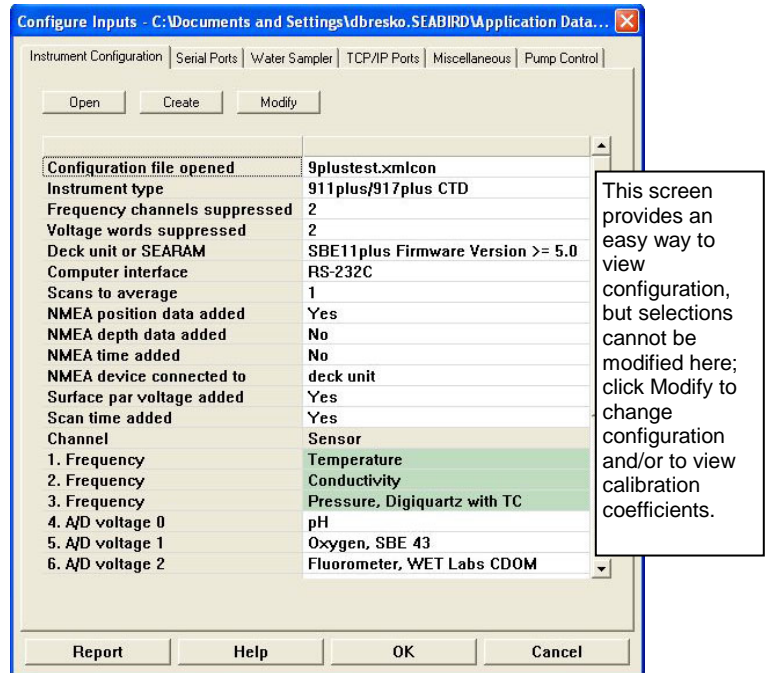 Configure Inputs - C:\Documents and Settings\dbresko.SEABIRD\Application Data...
Instrument Configuration Serial Ports Water Sampler TCP/IP Ports Miscellaneous Pump Control
Open Create Modify
Configuration file opened 9plustest.xmlcon
Instrument type 911plus/917plus CTD
Frequency channels suppressed 2
Voltage words suppressed 2
Deck unit or SEARAM SBE11plus Firmware Version >= 5.0
Computer interface RS-232C
Scans to average 1
NMEA position data added Yes
NMEA depth data added No
NMEA time added No
NMEA device connected to deck unit
Surface par voltage added Yes
Scan time added Yes
Channel Sensor
1. Frequency Temperature
2. Frequency Conductivity
3. Frequency Pressure, Digiquartz with TC
4. A/D voltage 0 pH
5. A/D voltage 1 Oxygen, SBE 43
6. A/D voltage 2 Fluorometer, WET Labs CDOM
Report Help OK Cancel
This screen
provides an
easy way to
view
configuration,
but selections
cannot be
modified here;
click Modify to
change
configuration
and/or to view
calibration
coefficients.